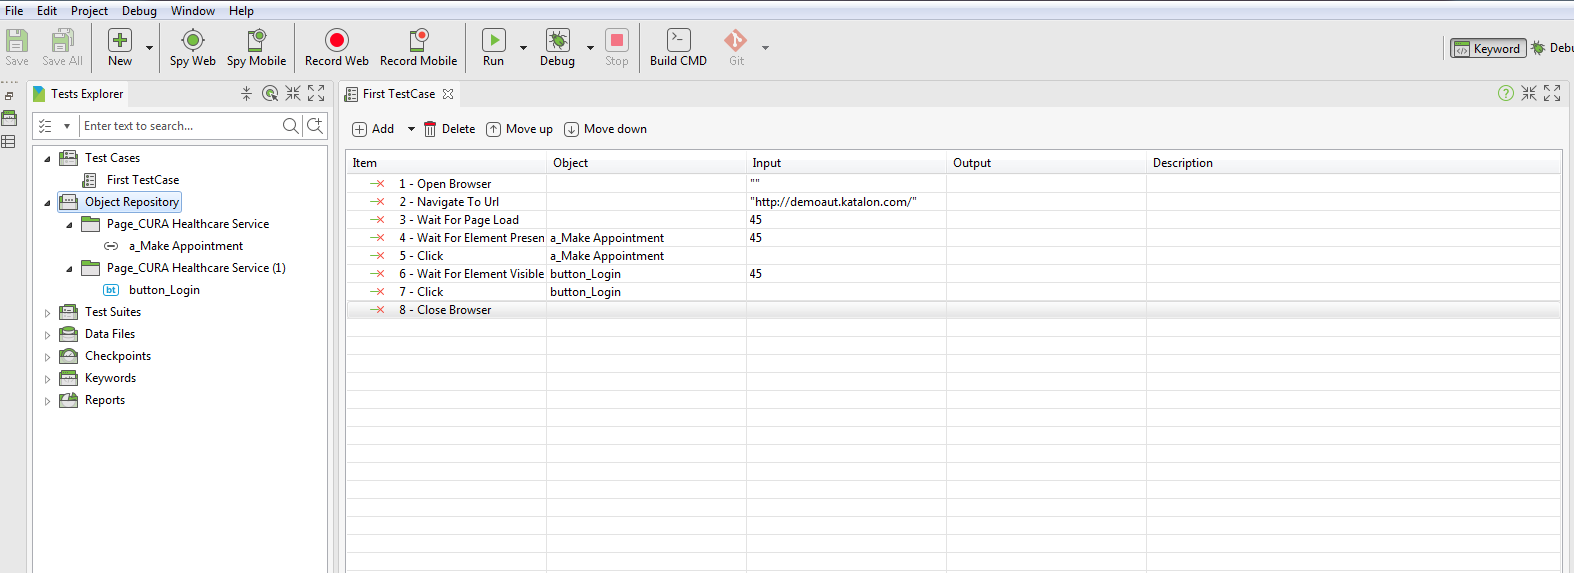 File Edit Project Debug Window Help
Save Save All New Spy Web Spy Mobile Record Web Record Mobile Run Debug Stop Build CMD Git Keyword Debu
Tests Explorer
Enter text to search...
Test Cases
First TestCase
Object Repository
Page_CURA Healthcare Service
a_Make Appointment
Page_CURA Healthcare Service (1)
bt button_Login
Test Suites
Data Files
Checkpoints
Keywords
Reports
First TestCase
Add Delete Move up Move down
Item Object Input Output Description
1 - Open Browser ""
2 - Navigate To Url "http://demoaut.katalon.com/"
3 - Wait For Page Load 45
4 - Wait For Element Presen a_Make Appointment 45
5 - Click a_Make Appointment
6 - Wait For Element Visible button_Login 45
7 - Click button_Login
8 - Close Browser